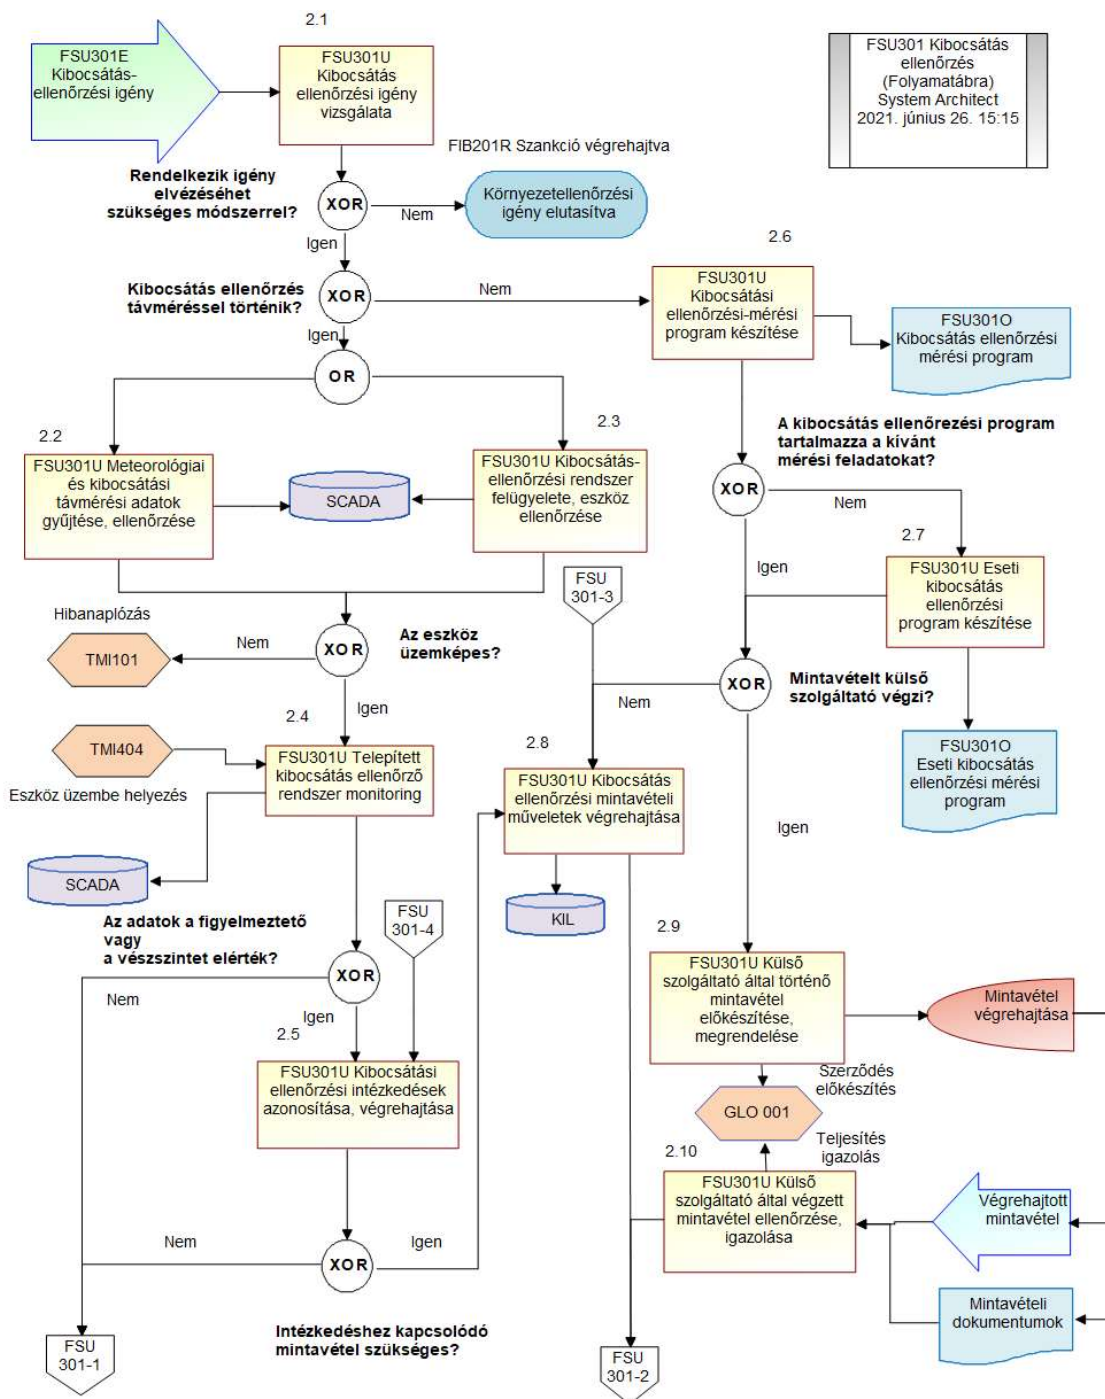 2.1
FSU301E
Kibocsátás-
ellenőrzési igény
FSU301U
Kibocsátás
ellenőrzési igény
vizsgálata
FSU301 Kibocsátás
ellenőrzés
(Folyamatábra)
System Architect
2021. június 26. 15:15
FIB201R Szankció végrehajtva
Rendelkezik igény
elvézéséhet
szükséges módszerrel?
XOR
Nem
Környezetellenőrzési
igény elutasítva
Igen
2.6
Kibocsátás ellenőrzés
távméréssel történik?
XOR
Nem
FSU301U
Kibocsátási
ellenőrzési-mérési
program készítése
FSU301O
Kibocsátás ellenőrzési
mérési program
Igen
OR
2.2
2.3
A kibocsátás ellenőrezési program
tartalmazza a kívánt
mérési feladatokat?
FSU301U Meteorológiai
és kibocsátási
távmérési adatok
gyűjtése, ellenőrzése
SCADA
FSU301U Kibocsátás-
ellenőrzési rendszer
felügyelete, eszköz
ellenőrzése
XOR
Nem
2.7
Igen
FSU301U Eseti
kibocsátás
ellenőrzési
program készítése
FSU
301-3
Hibanaplózás
TMI101
Nem
XOR
Az eszköz
üzemképes?
XOR
Mintavételt külső
szolgáltató végzi?
Igen
Nem
2.4
2.8
TMI404
Eszköz üzembe helyezés
FSU301U Telepített
kibocsátás ellenőrző
rendszer monitoring
FSU301U Kibocsátás
ellenőrzési mintavételi
műveletek végrehajtása
FSU301O
Eseti kibocsátás
ellenőrzési mérési
program
Igen
SCADA
KIL
FSU
301-4
Az adatok a figyelmeztető
vagy
a vészszintet elérték?
2.9
XOR
Nem
Igen
2.5
FSU301U Külső
szolgáltató által történő
mintavétel
előkészítése,
megrendelése
Mintavétel
végrehajtása
FSU301U Kibocsátási
ellenőrzési intézkedések
azonosítása, végrehajtása
Szerződés
előkészítés
GLO 001
Teljesítés
igazolás
2.10
FSU301U Külső
szolgáltató által végzett
mintavétel ellenőrzése,
igazolása
Végrehajtott
mintavétel
Nem
XOR
Igen
Mintavételi
dokumentumok
Intézkedéshez kapcsolódó
mintavétel szükséges?
FSU
301-1
FSU
301-2